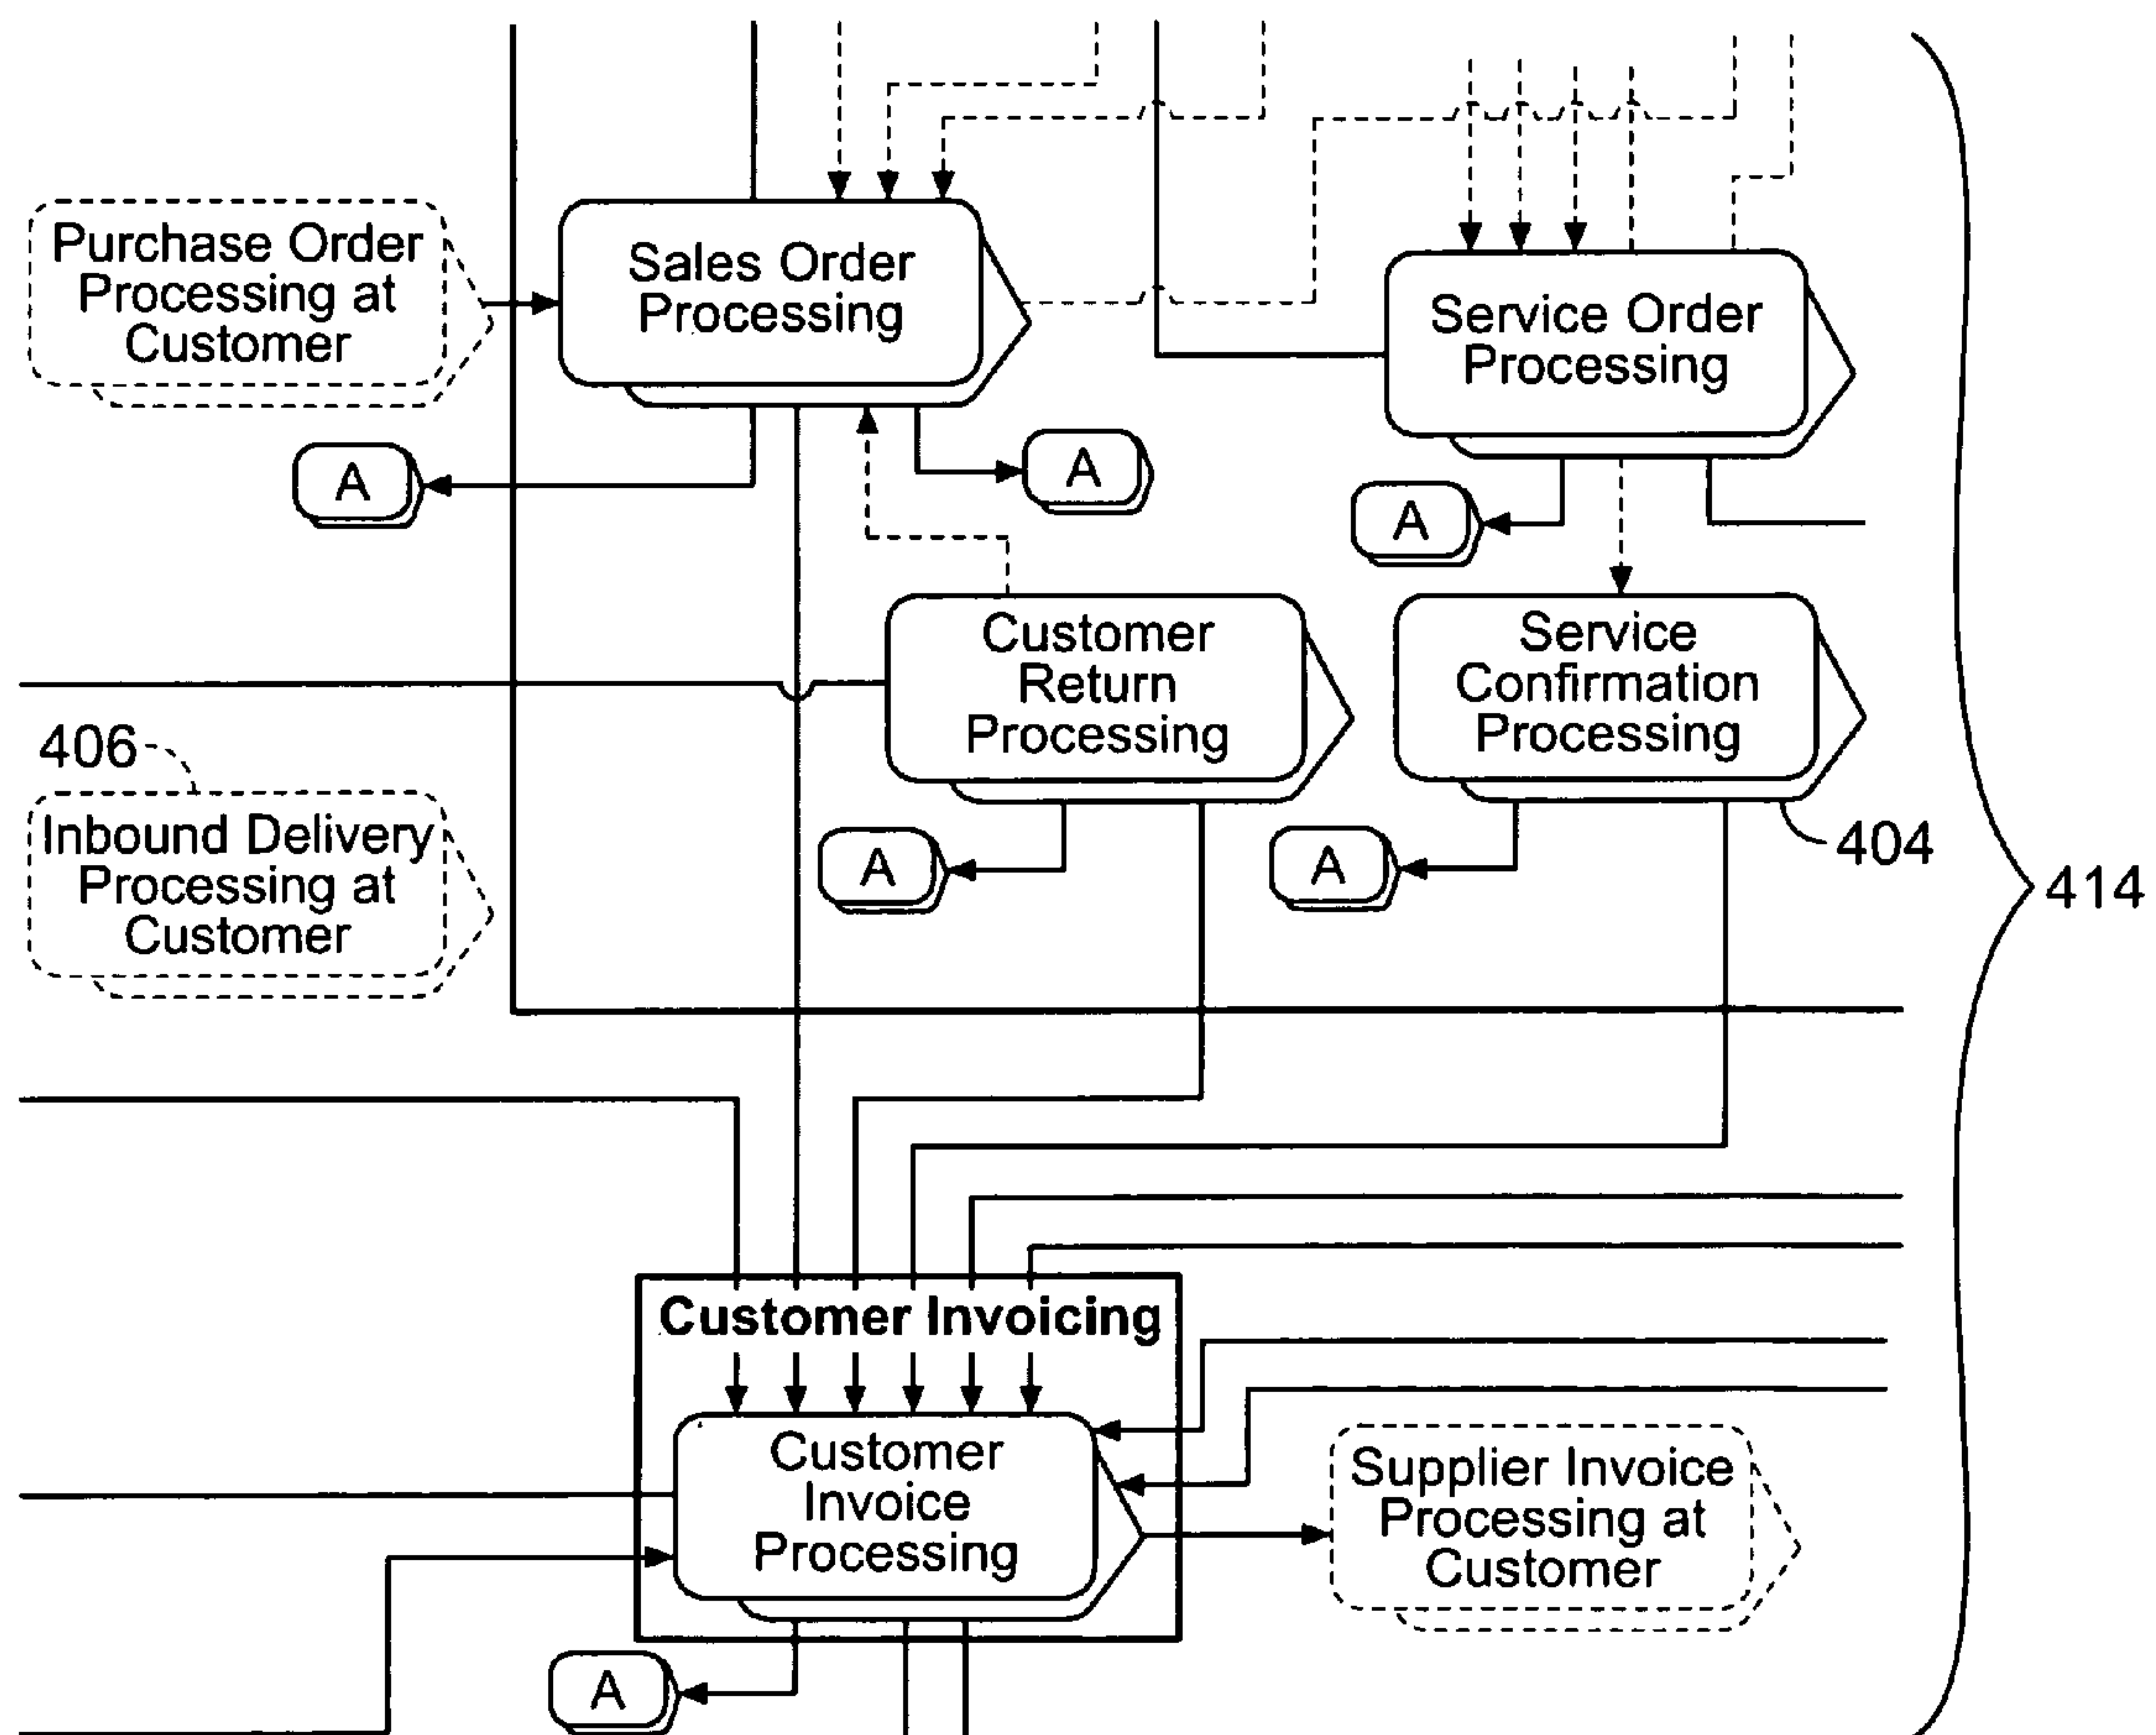 Purchase Order
Processing at
Customer
Sales Order
Processing
Service Order
Processing
A
A
A
Customer
Return
Processing
Service
Confirmation
Processing
406
Inbound Delivery
Processing at
Customer
A
A
404
414
Customer Invoicing
Customer
Invoice
Processing
Supplier Invoice
Processing at
Customer
A